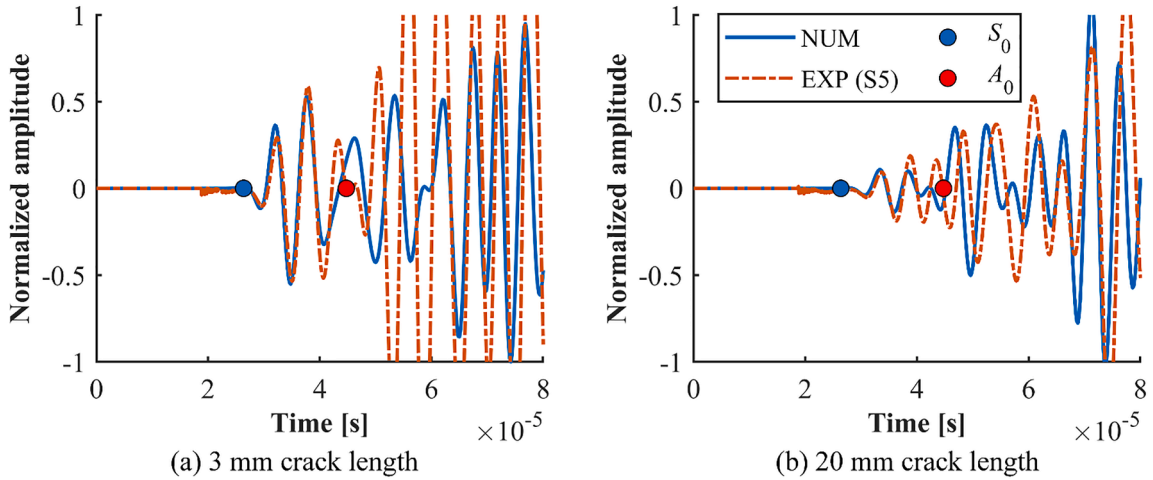 1
0.5
0
-0.5
-1
Normalized amplitude
0 2 4 6 8
Time [s]
×10⁻⁵
(a) 3 mm crack length
1
0.5
0
-0.5
-1
Normalized amplitude
NUM S₀
EXP (S5) A₀
0 2 4 6 8
Time [s]
×10⁻⁵
(b) 20 mm crack length